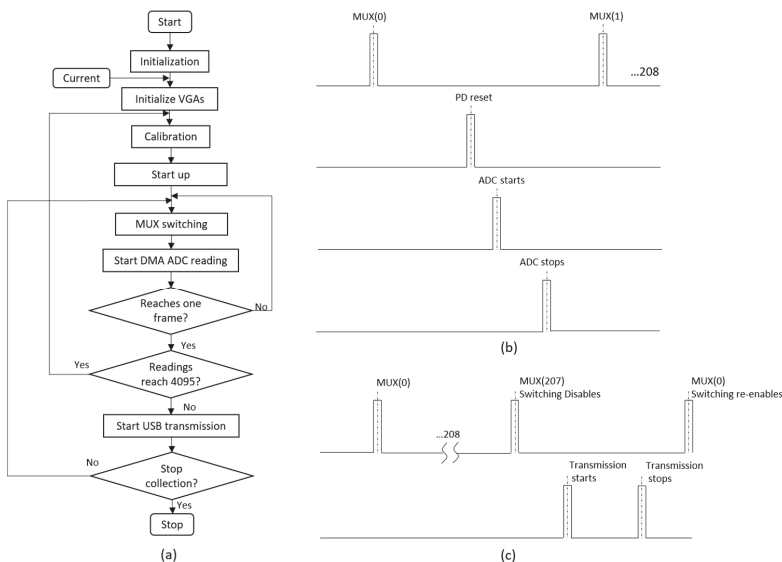 Start
Initialization
Current
Initialize VGAs
Calibration
Start up
MUX switching
Start DMA ADC reading
Reaches one
frame?
No
Yes
Yes
Readings
reach 4095?
No
Start USB transmission
No
Stop
collection?
Yes
Stop
(a)
MUX(0)
MUX(1)
...208
PD reset
ADC starts
ADC stops
(b)
MUX(0)
MUX(207)
Switching Disables
MUX(0)
Switching re-enables
...208
Transmission
starts
Transmission
stops
(c)